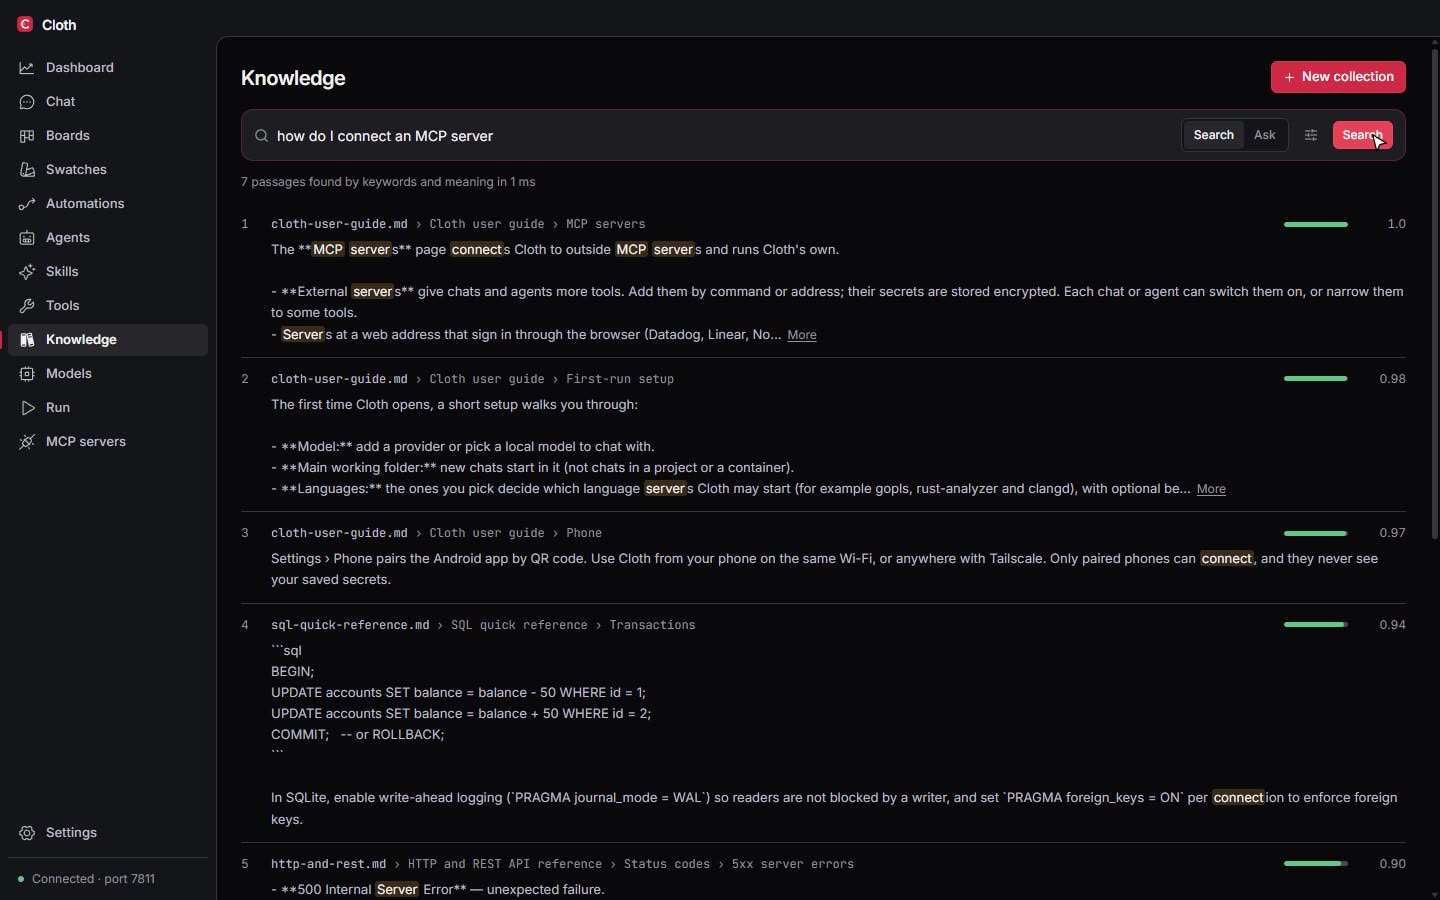 Cloth
Dashboard
Chat
Boards
Swatches
Automations
Agents
Skills
Tools
Knowledge
Models
Run
MCP servers
Settings
Connected · port 7811
Knowledge
+ New collection
how do I connect an MCP server
Search Ask Search
7 passages found by keywords and meaning in 1 ms
1 cloth-user-guide.md › Cloth user guide › MCP servers 1.0
The **MCP servers** page connects Cloth to outside MCP servers and runs Cloth's own.
- **External servers** give chats and agents more tools. Add them by command or address; their secrets are stored encrypted. Each chat or agent can switch them on, or narrow them
to some tools.
- Servers at a web address that sign in through the browser (Datadog, Linear, No... More
2 cloth-user-guide.md › Cloth user guide › First-run setup 0.98
The first time Cloth opens, a short setup walks you through:
- **Model:** add a provider or pick a local model to chat with.
- **Main working folder:** new chats start in it (not chats in a project or a container).
- **Languages:** the ones you pick decide which language servers Cloth may start (for example gopls, rust-analyzer and clangd), with optional be... More
3 cloth-user-guide.md › Cloth user guide › Phone 0.97
Settings › Phone pairs the Android app by QR code. Use Cloth from your phone on the same Wi-Fi, or anywhere with Tailscale. Only paired phones can connect, and they never see
your saved secrets.
4 sql-quick-reference.md › SQL quick reference › Transactions 0.94
```sql
BEGIN;
UPDATE accounts SET balance = balance - 50 WHERE id = 1;
UPDATE accounts SET balance = balance + 50 WHERE id = 2;
COMMIT;   -- or ROLLBACK;
```
In SQLite, enable write-ahead logging (`PRAGMA journal_mode = WAL`) so readers are not blocked by a writer, and set `PRAGMA foreign_keys = ON` per connection to enforce foreign
keys.
5 http-and-rest.md › HTTP and REST API reference › Status codes › 5xx server errors 0.90
- **500 Internal Server Error** — unexpected failure.